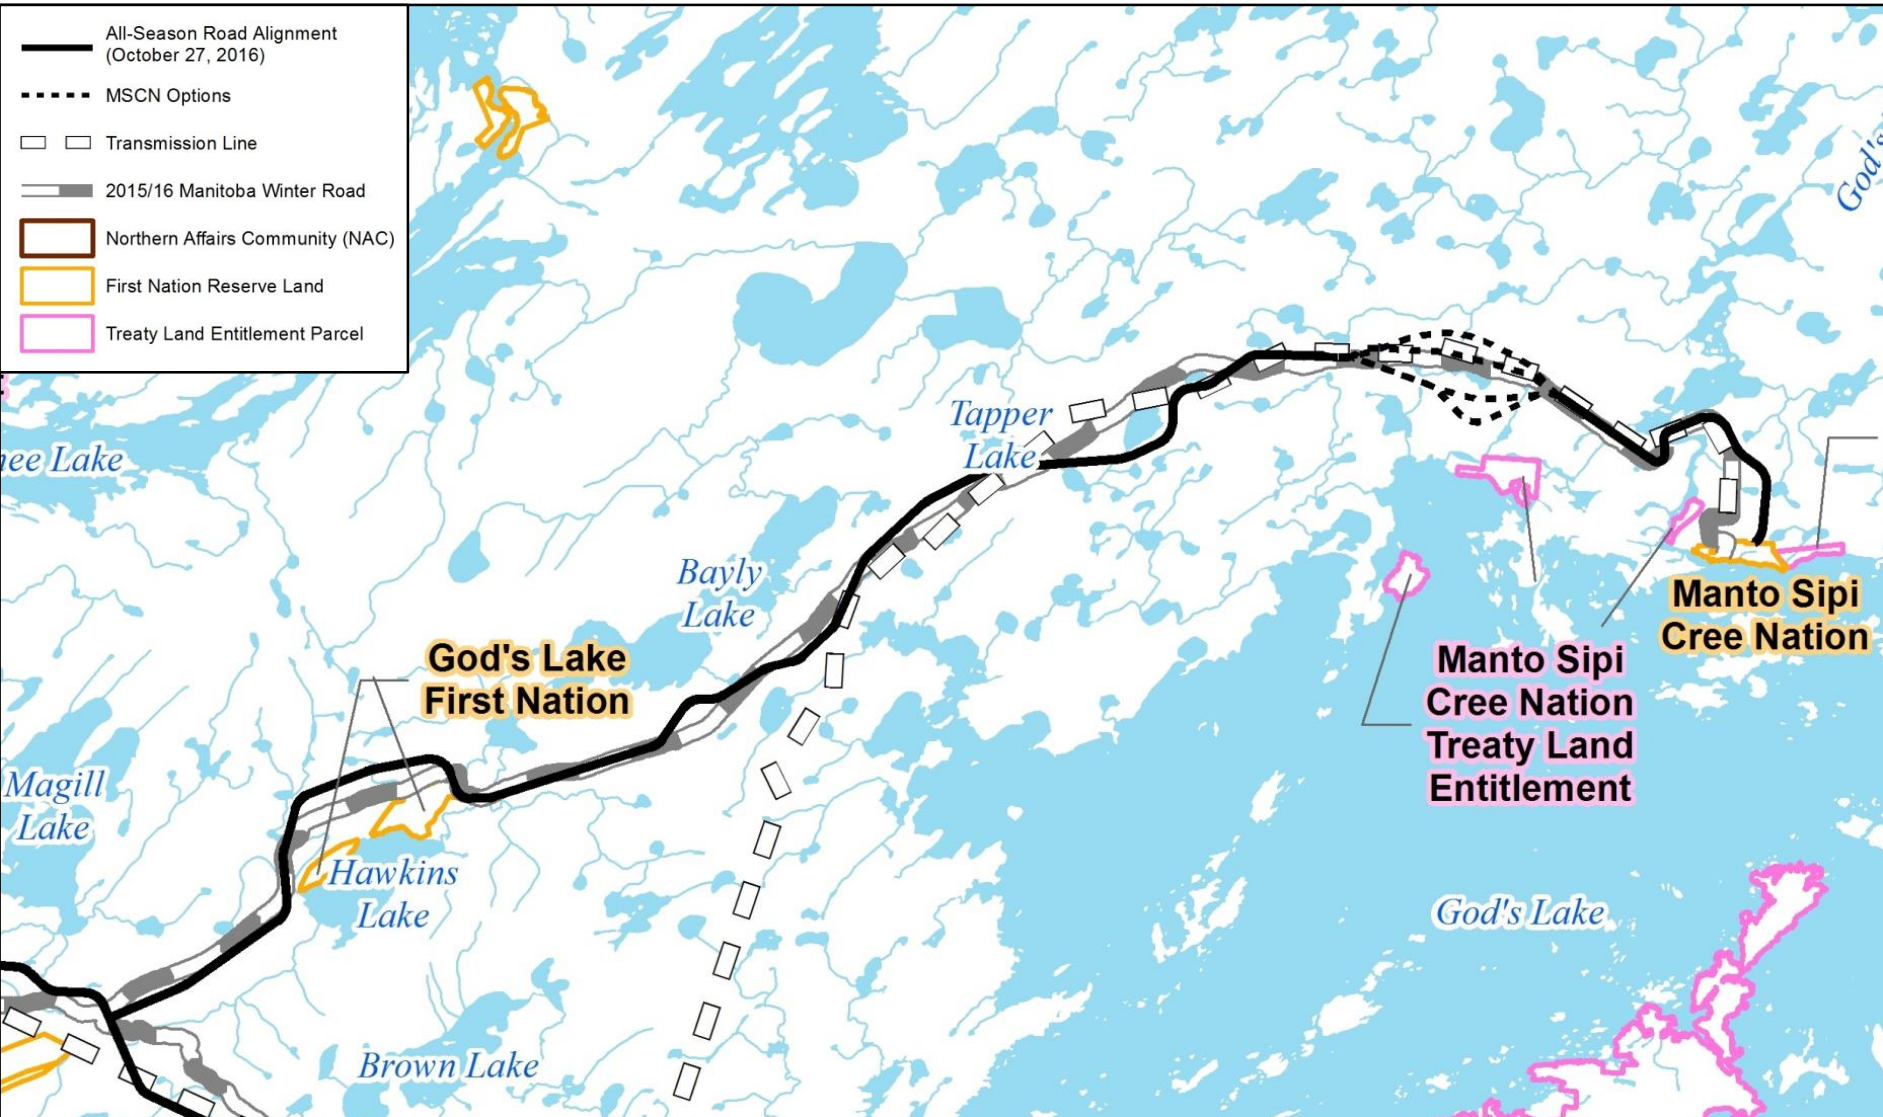 All-Season Road Alignment
(October 27, 2016)
MSCN Options
Transmission Line
2015/16 Manitoba Winter Road
Northern Affairs Community (NAC)
First Nation Reserve Land
Treaty Land Entitlement Parcel
God's
Tapper
Lake
nee Lake
Bayly
Lake
Manto Sipi
Cree Nation
God's Lake
First Nation
Manto Sipi
Cree Nation
Treaty Land
Entitlement
Magill
Lake
Hawkins
Lake
God's Lake
Brown Lake